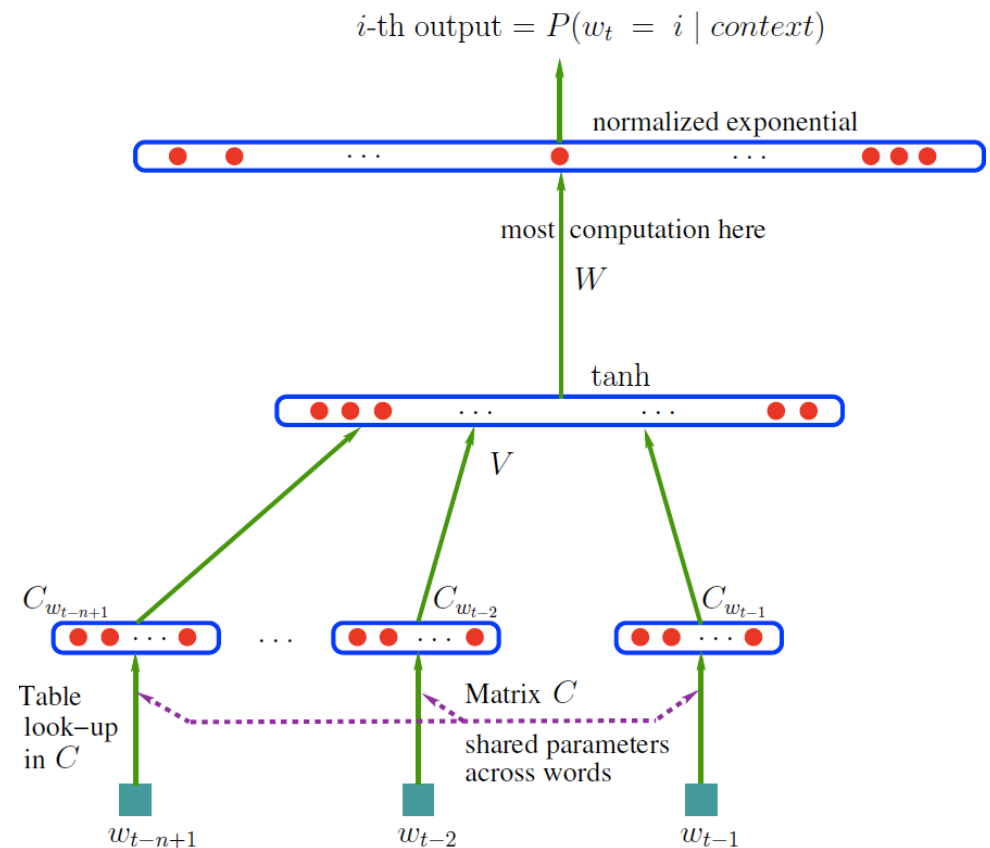 i-th output = P(w_t = i | context)
normalized exponential
...
...
most computation here
W
tanh
...
...
V
C_{w_{t−n+1}}
C_{w_{t−2}}
C_{w_{t−1}}
...
...
...
...
Table
look−up
in C
Matrix C
shared parameters
across words
w_{t−n+1}
w_{t−2}
w_{t−1}